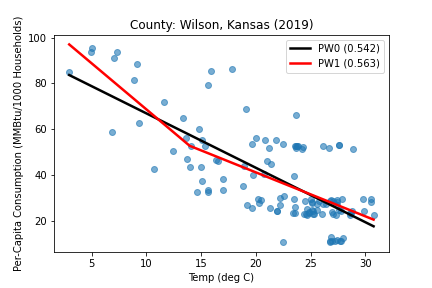 County: Wilson, Kansas (2019)
Per-Capita Consumption (MMBtu/1000 Households)
100
80
60
40
20
PW0 (0.542)
PW1 (0.563)
5 10 15 20 25 30
Temp (deg C)